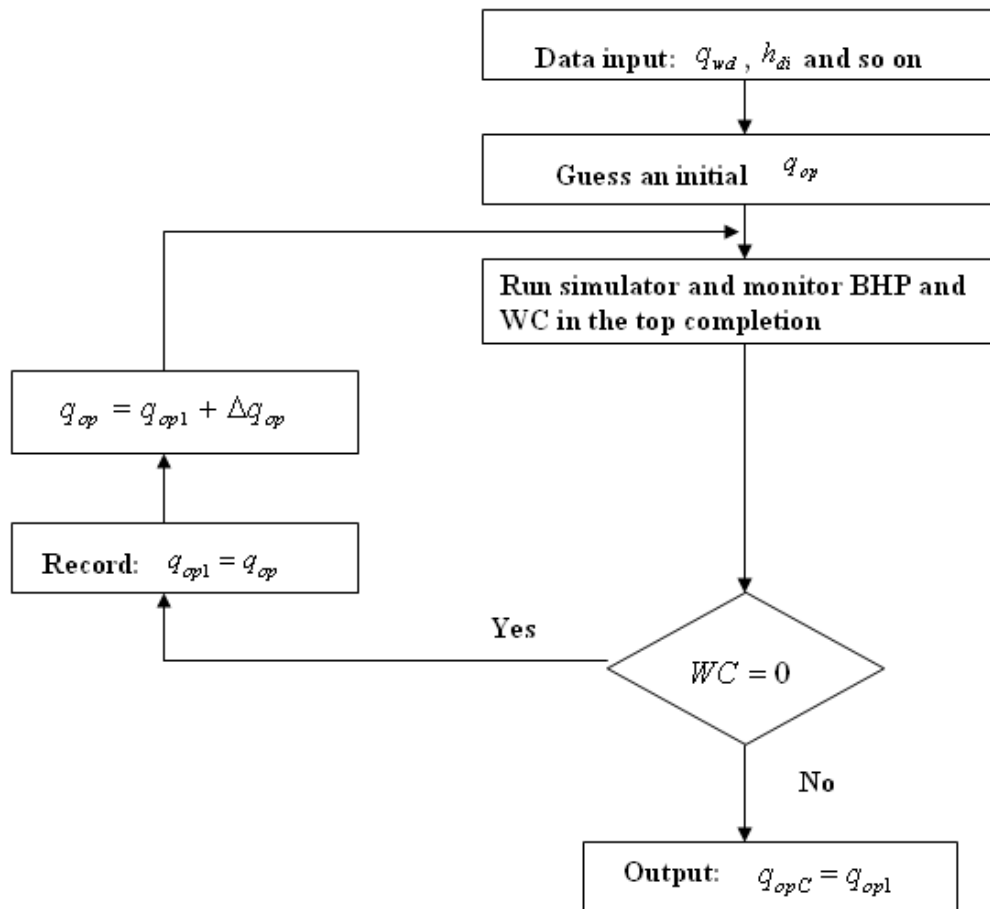 Data input: q_wd , h_di and so on
Guess an initial q_op
Run simulator and monitor BHP and
WC in the top completion
q_op = q_op1 + Δq_op
Record: q_op1 = q_op
Yes
WC = 0
No
Output: q_opC = q_op1